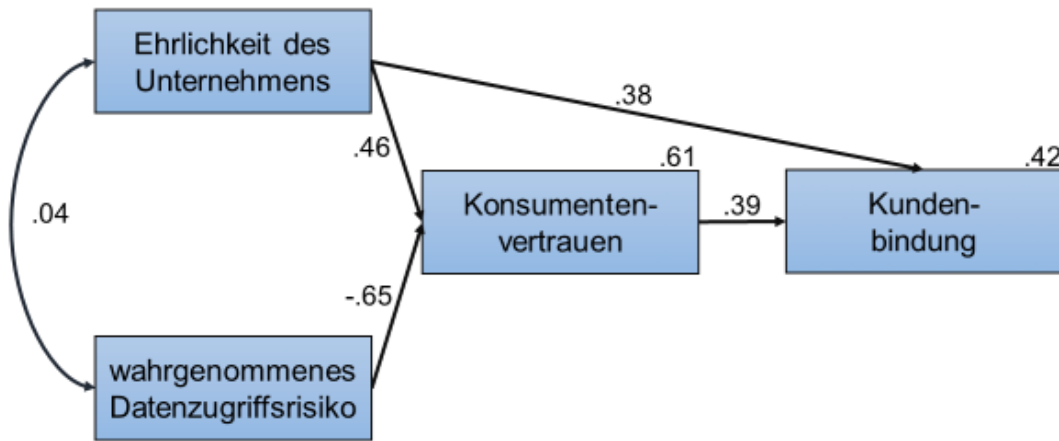 Ehrlichkeit des
Unternehmens
.38
.46
.61
.42
.04
Konsumenten-
vertrauen
.39
Kunden-
bindung
-.65
wahrgenommenes
Datenzugriffsrisiko